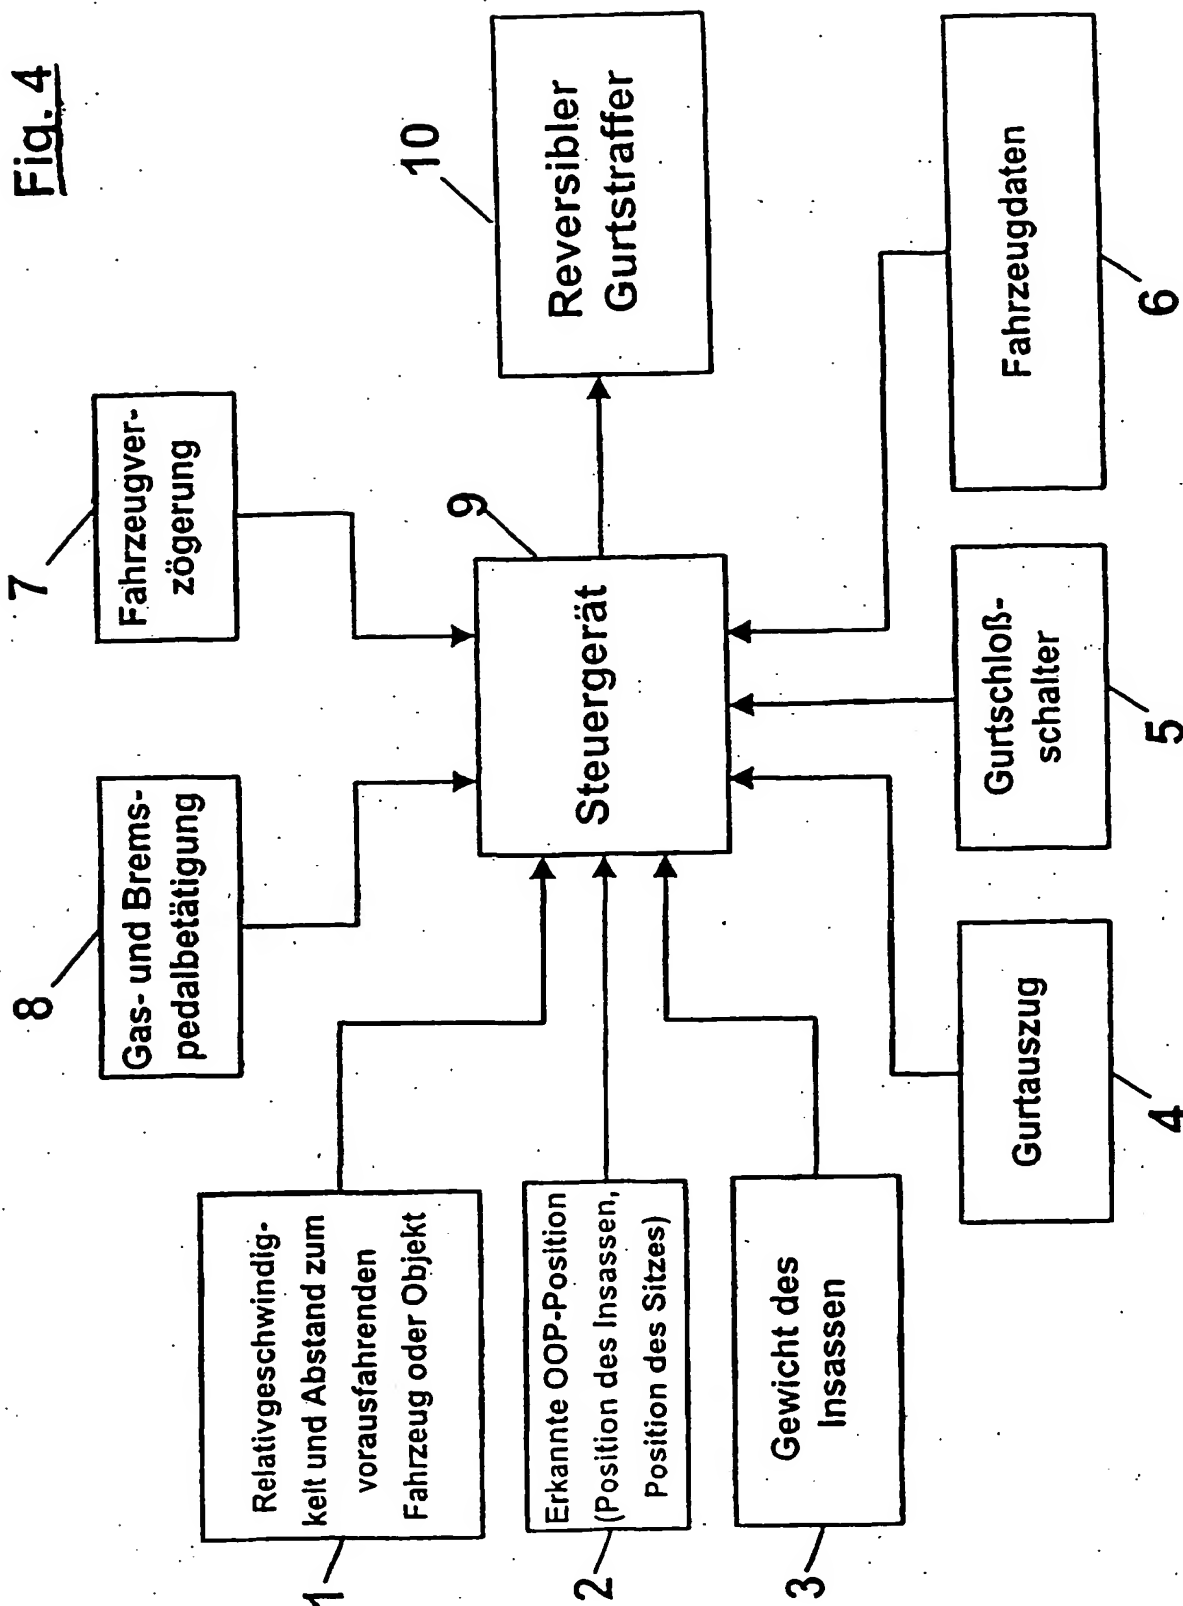 Fig. 4
8
7
Gas- und Brems-
pedalbetätigung
Fahrzeugver-
zögerung
10
Relativgeschwindig-
keit und Abstand zum
vorausfahrenden
Fahrzeug oder Objekt
1
9
Steuergerät
Reversibler
Gurtstraffer
Erkannte OOP-Position
(Position des Insassen,
Position des Sitzes)
2
Gewicht des
Insassen
3
Gurtauszug
4
Gurtschloß-
schalter
5
Fahrzeugdaten
6